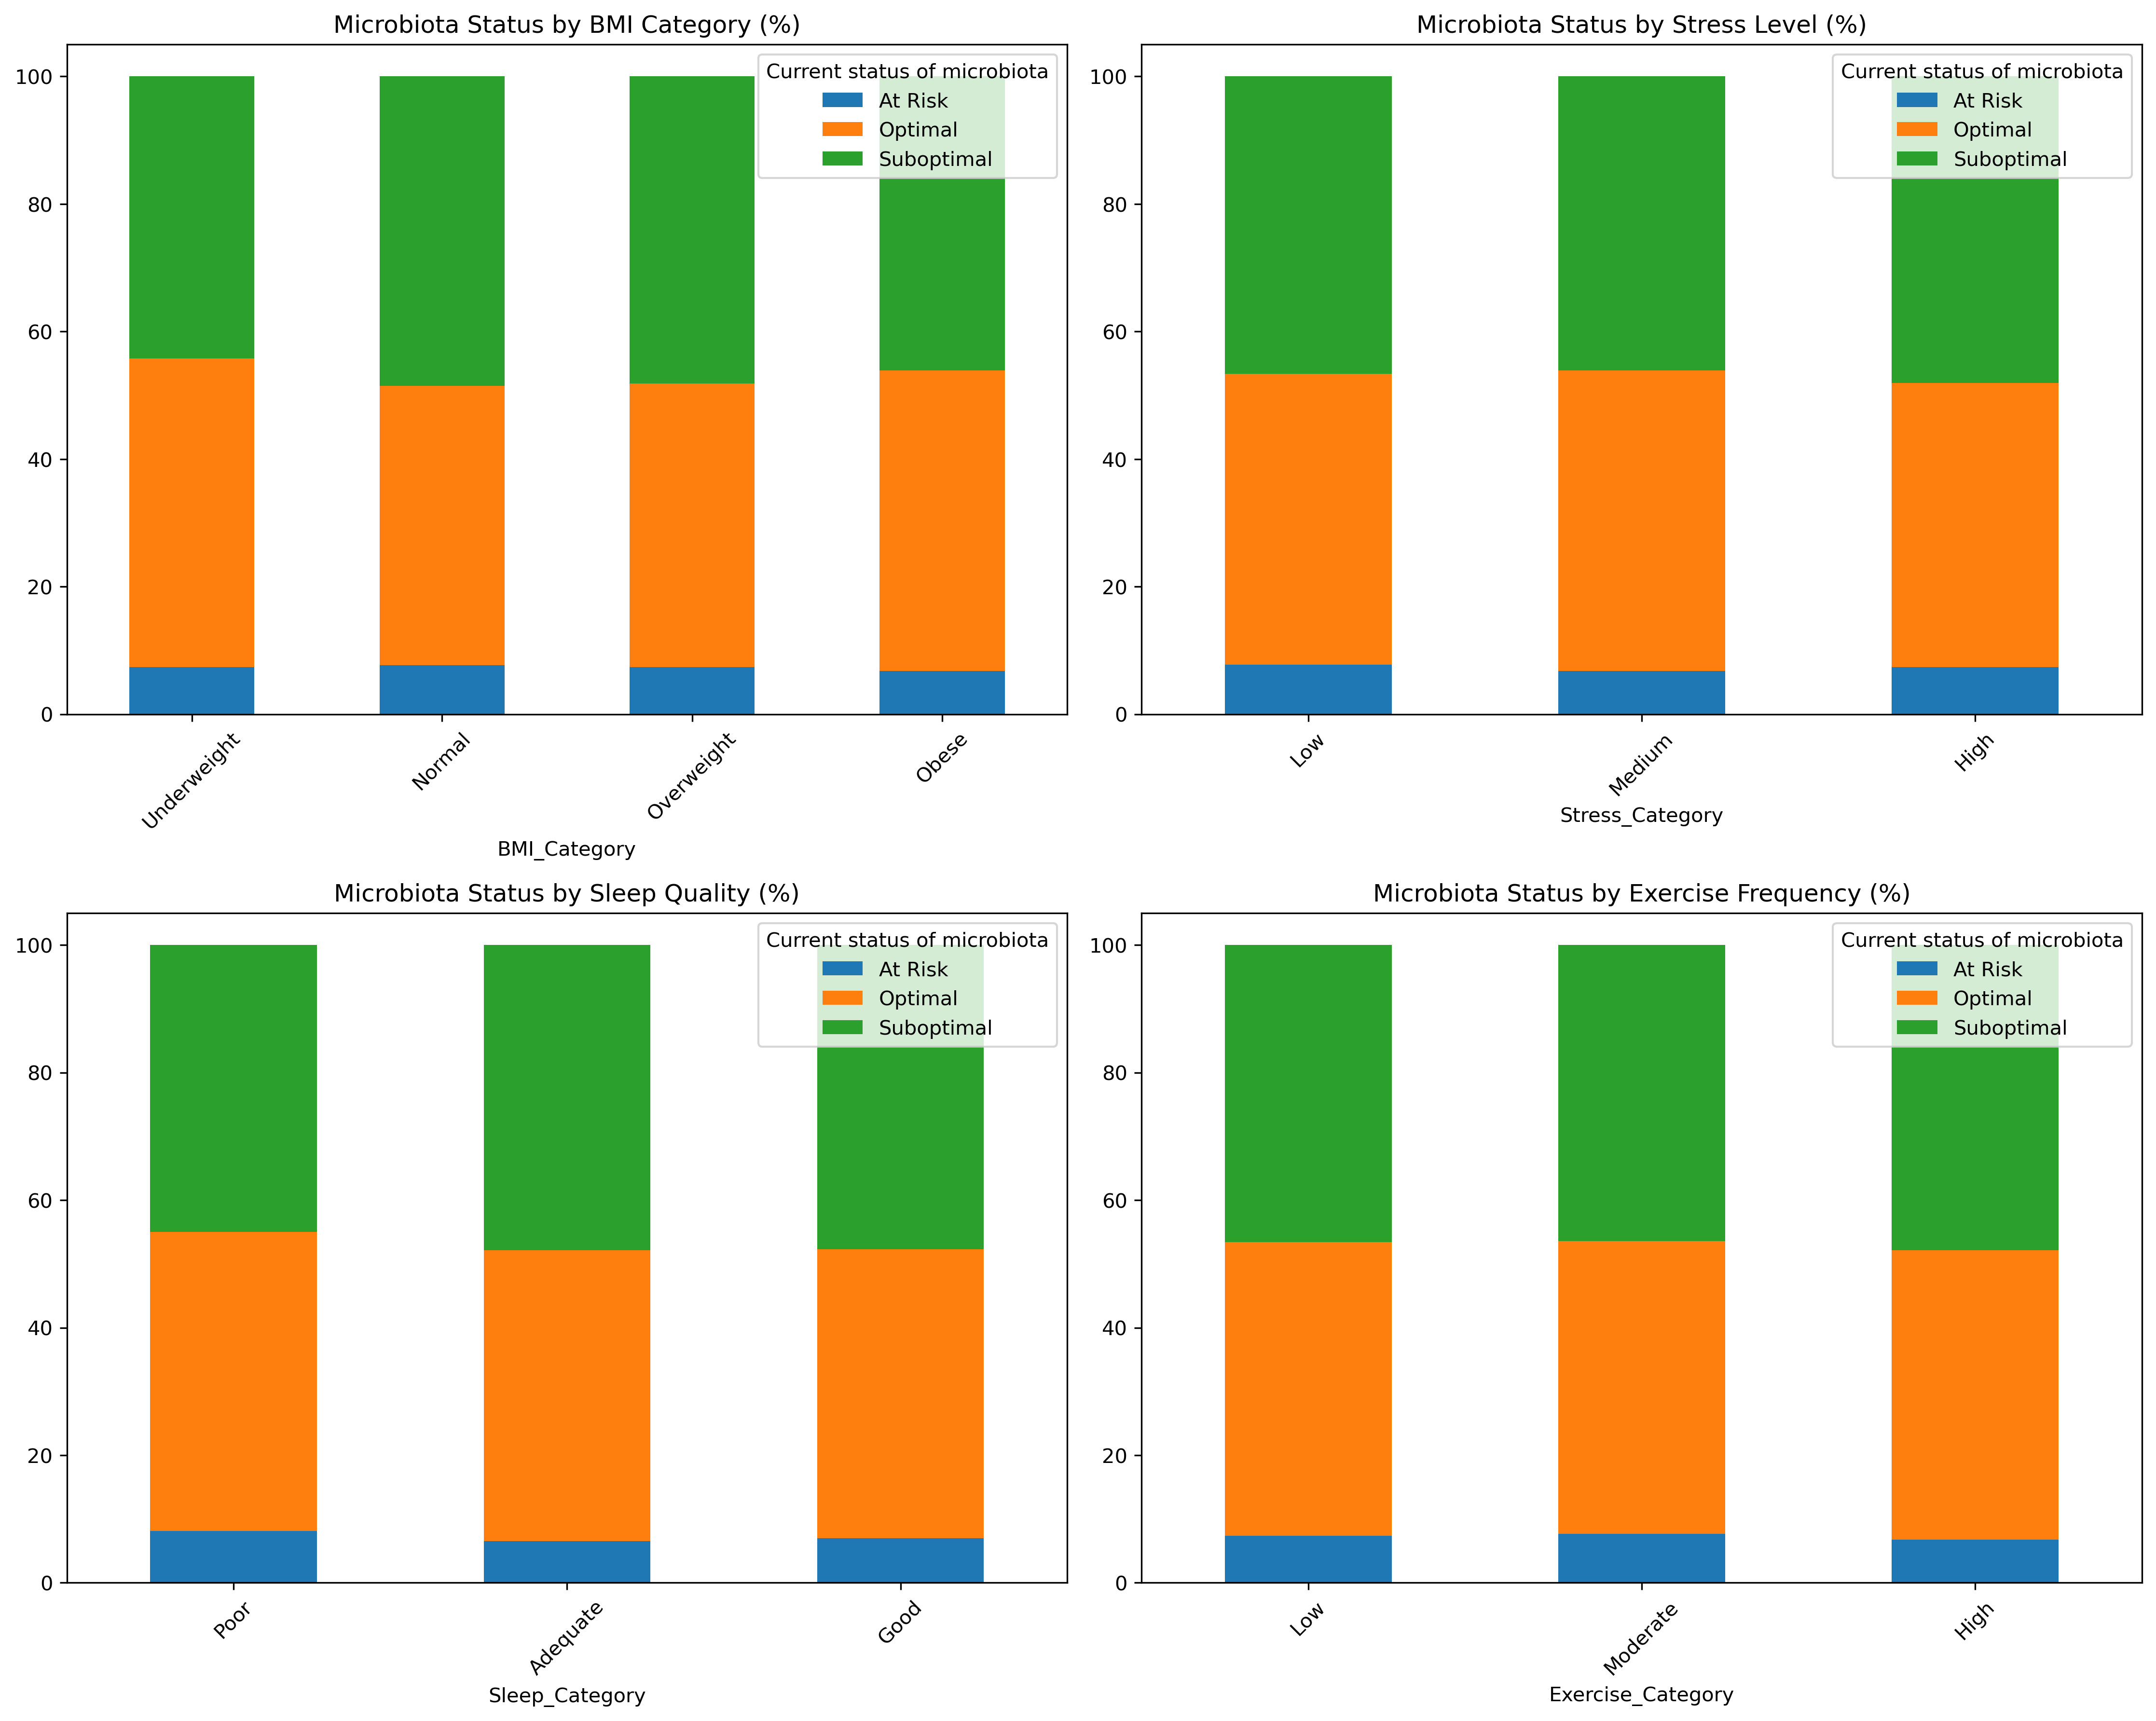 Microbiota Status by BMI Category (%)
Current status of microbiota
At Risk
Optimal
Suboptimal
100
80
60
40
20
0
Underweight
Normal
Overweight
Obese
BMI_Category
Microbiota Status by Stress Level (%)
Current status of microbiota
At Risk
Optimal
Suboptimal
100
80
60
40
20
0
Low
Medium
High
Stress_Category
Microbiota Status by Sleep Quality (%)
Current status of microbiota
At Risk
Optimal
Suboptimal
100
80
60
40
20
0
Poor
Adequate
Good
Sleep_Category
Microbiota Status by Exercise Frequency (%)
Current status of microbiota
At Risk
Optimal
Suboptimal
100
80
60
40
20
0
Low
Moderate
High
Exercise_Category